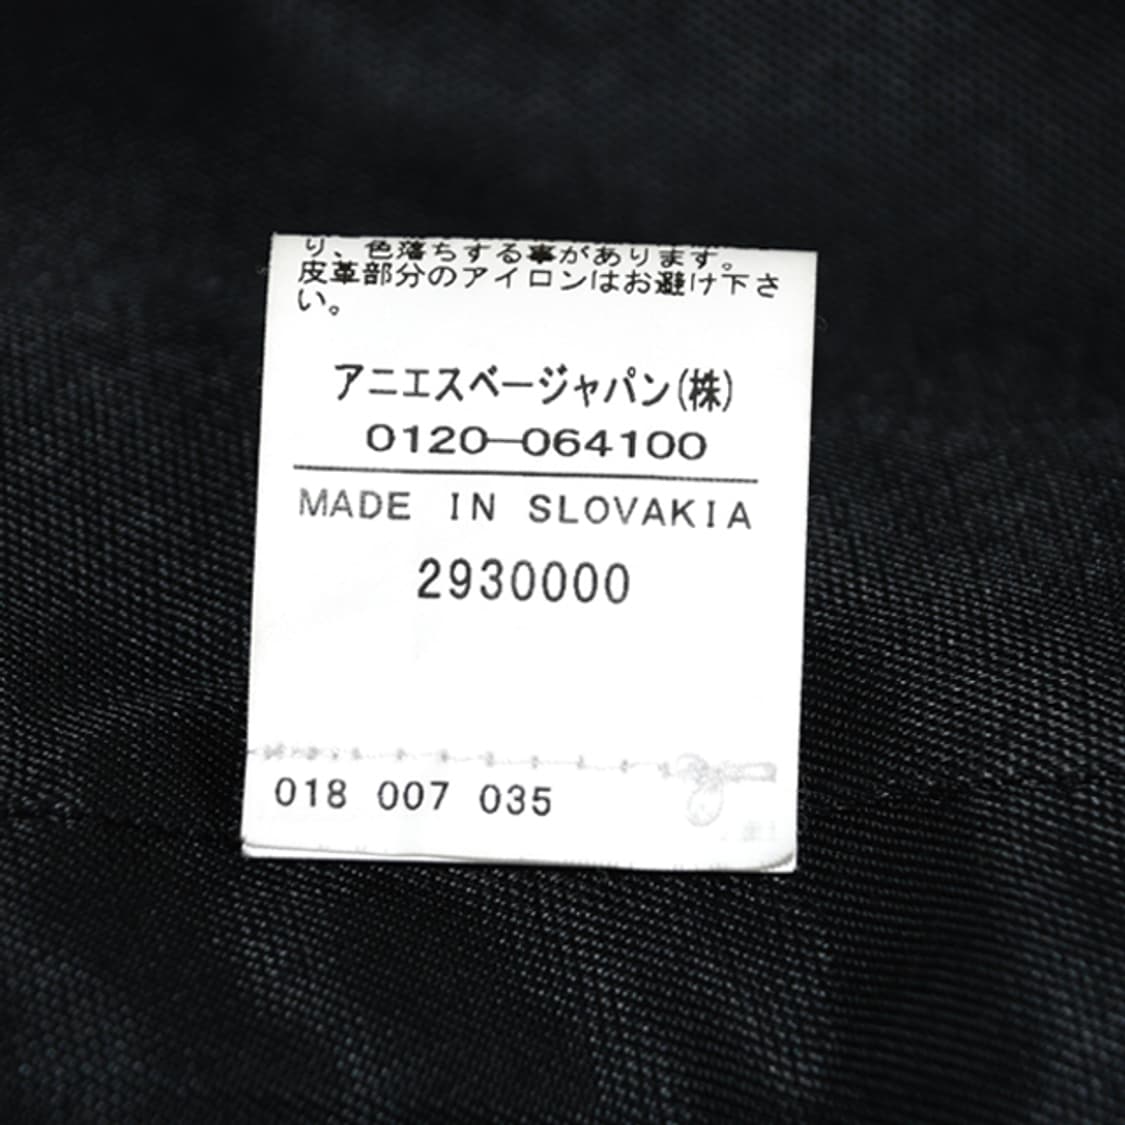 り、色落ちする事があります。
皮革部分のアイロンはお避け下さ
い。
アニエスベージャパン(株)
0120-064100
MADE IN SLOVAKIA
2930000
018 007 035